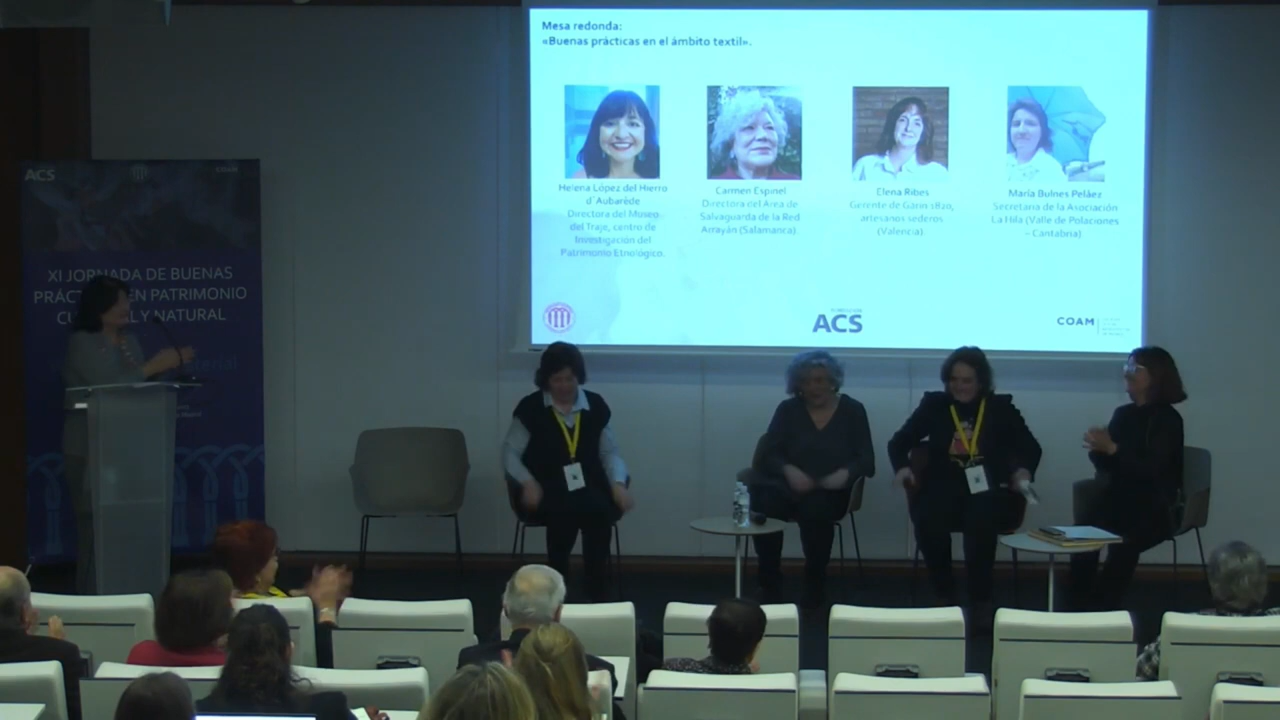 Mesa redonda:
«Buenas prácticas en el ámbito textil».
Helena López del Hierro
d´Aubarède
Directora del Museo
del Traje, centro de
Investigación del
Patrimonio Etnológico.
Carmen Espinel
Directora del Área de
Salvaguarda de la Red
Arrayán (Salamanca)
Elena Ribes
Gerente de Garín 1820,
artesanos sederos
(Valencia)
María Bulnes Peláez
Secretaria de la Asociación
La Hila (Valle de Polaciones
– Cantabria)
ACS
COAM
ACS
COAM
XI JORNADA DE BUENAS
PRÁC EN PATRIMONIO
CU Y NATURAL